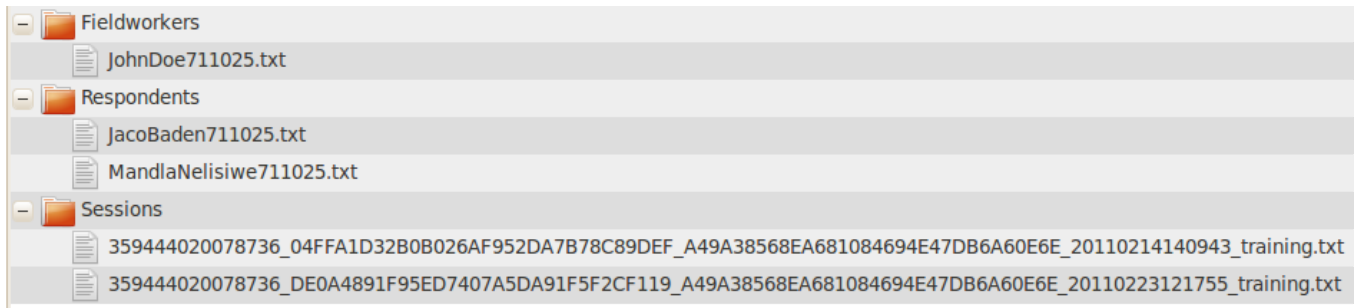 Fieldworkers
JohnDoe711025.txt
Respondents
JacoBaden711025.txt
MandlaNelisiwe711025.txt
Sessions
359444020078736_04FFA1D32B0B026AF952DA7B78C89DEF_A49A38568EA681084694E47DB6A60E6E_20110214140943_training.txt
359444020078736_DE0A4891F95ED7407A5DA91F5F2CF119_A49A38568EA681084694E47DB6A60E6E_20110223121755_training.txt